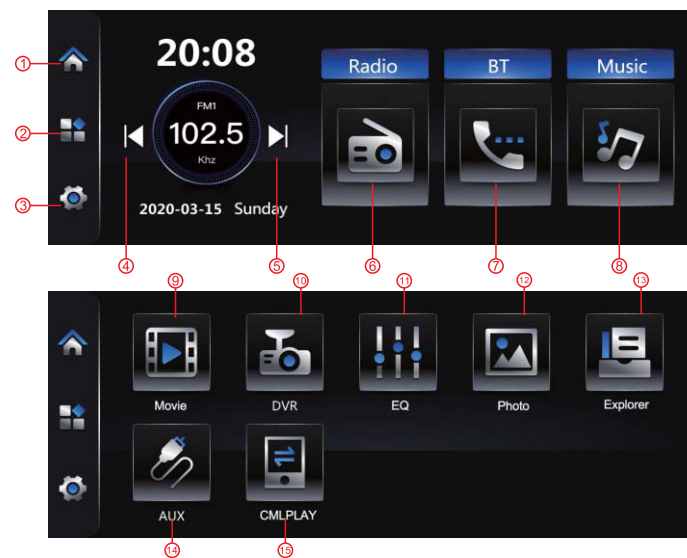 20:08
Radio BT Music
①
FM1
② 102.5
Khz
③ 2020-03-15 Sunday
④ ⑤ ⑥ ⑦ ⑧
⑨ ⑩ ⑪ ⑫ ⑬
Movie DVR EQ Photo Explorer
AUX CMLPLAY
⑭ ⑮